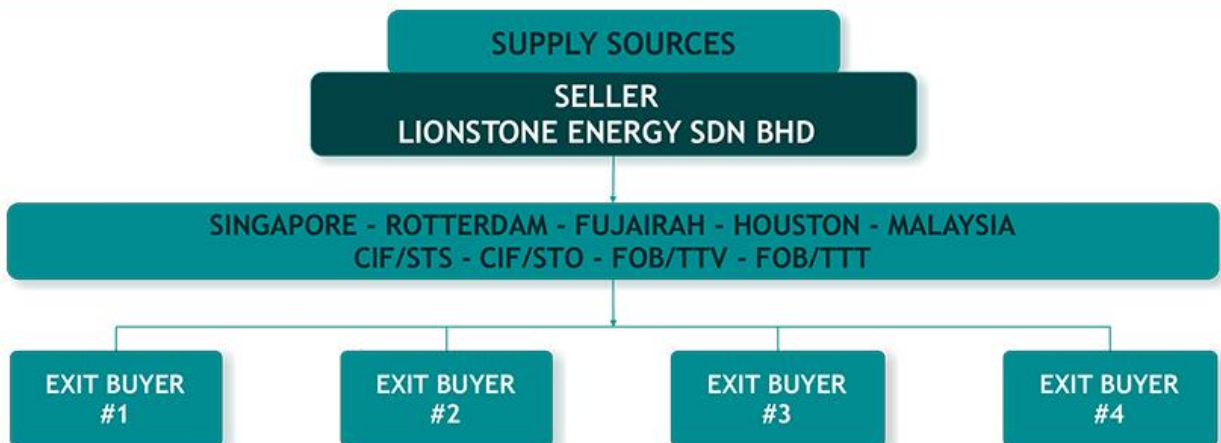 SUPPLY SOURCES
SELLER
LIONSTONE ENERGY SDN BHD
SINGAPORE - ROTTERDAM - FUJAIRAH - HOUSTON - MALAYSIA
CIF/STS - CIF/STO - FOB/TTV - FOB/TTT
EXIT BUYER
#1
EXIT BUYER
#2
EXIT BUYER
#3
EXIT BUYER
#4